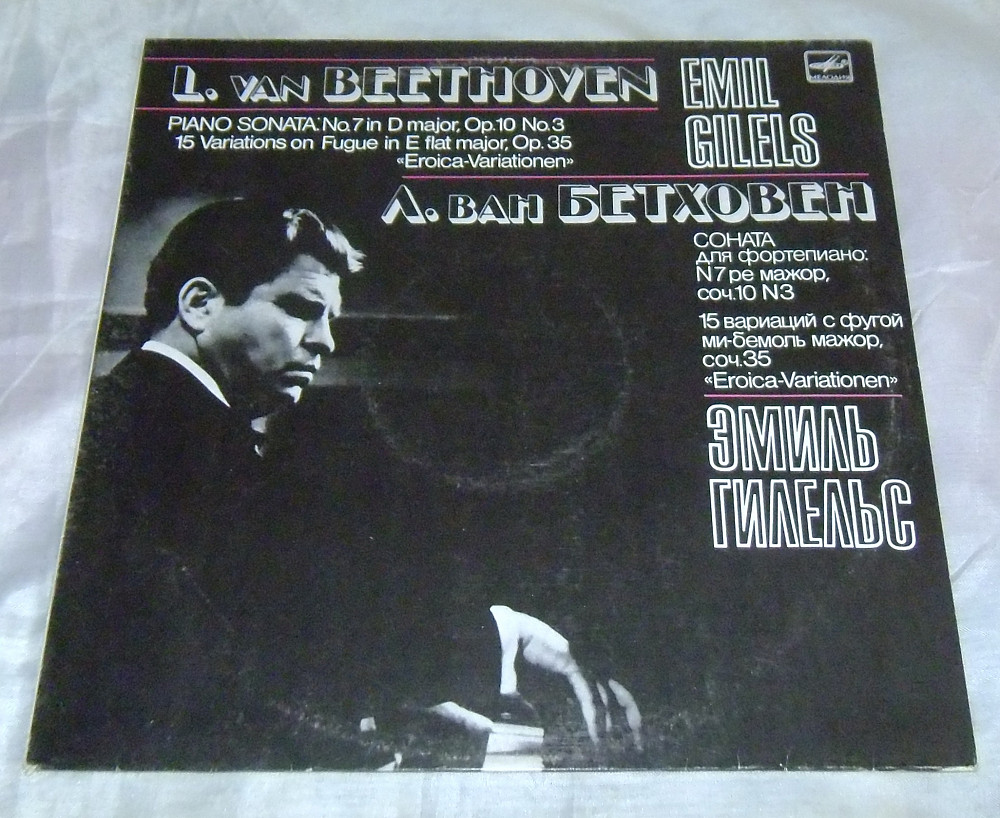 L. VAN BEETHOVEN
PIANO SONATA: No.7 in D major, Op.10 No.3
15 Variations on Fugue in E flat major, Op. 35
«Eroica-Variationen»
EMIL
GILELS
МЕЛОДИЯ
Л. ВАН БЕТХОВЕН
СОНАТА
для фортепиано:
N 7 ре мажор,
соч.10 N3
15 вариаций с фугой
ми-бемоль мажор,
соч.35
«Eroica-Variationen»
ЭМИЛЬ
ГИЛЕЛЬС